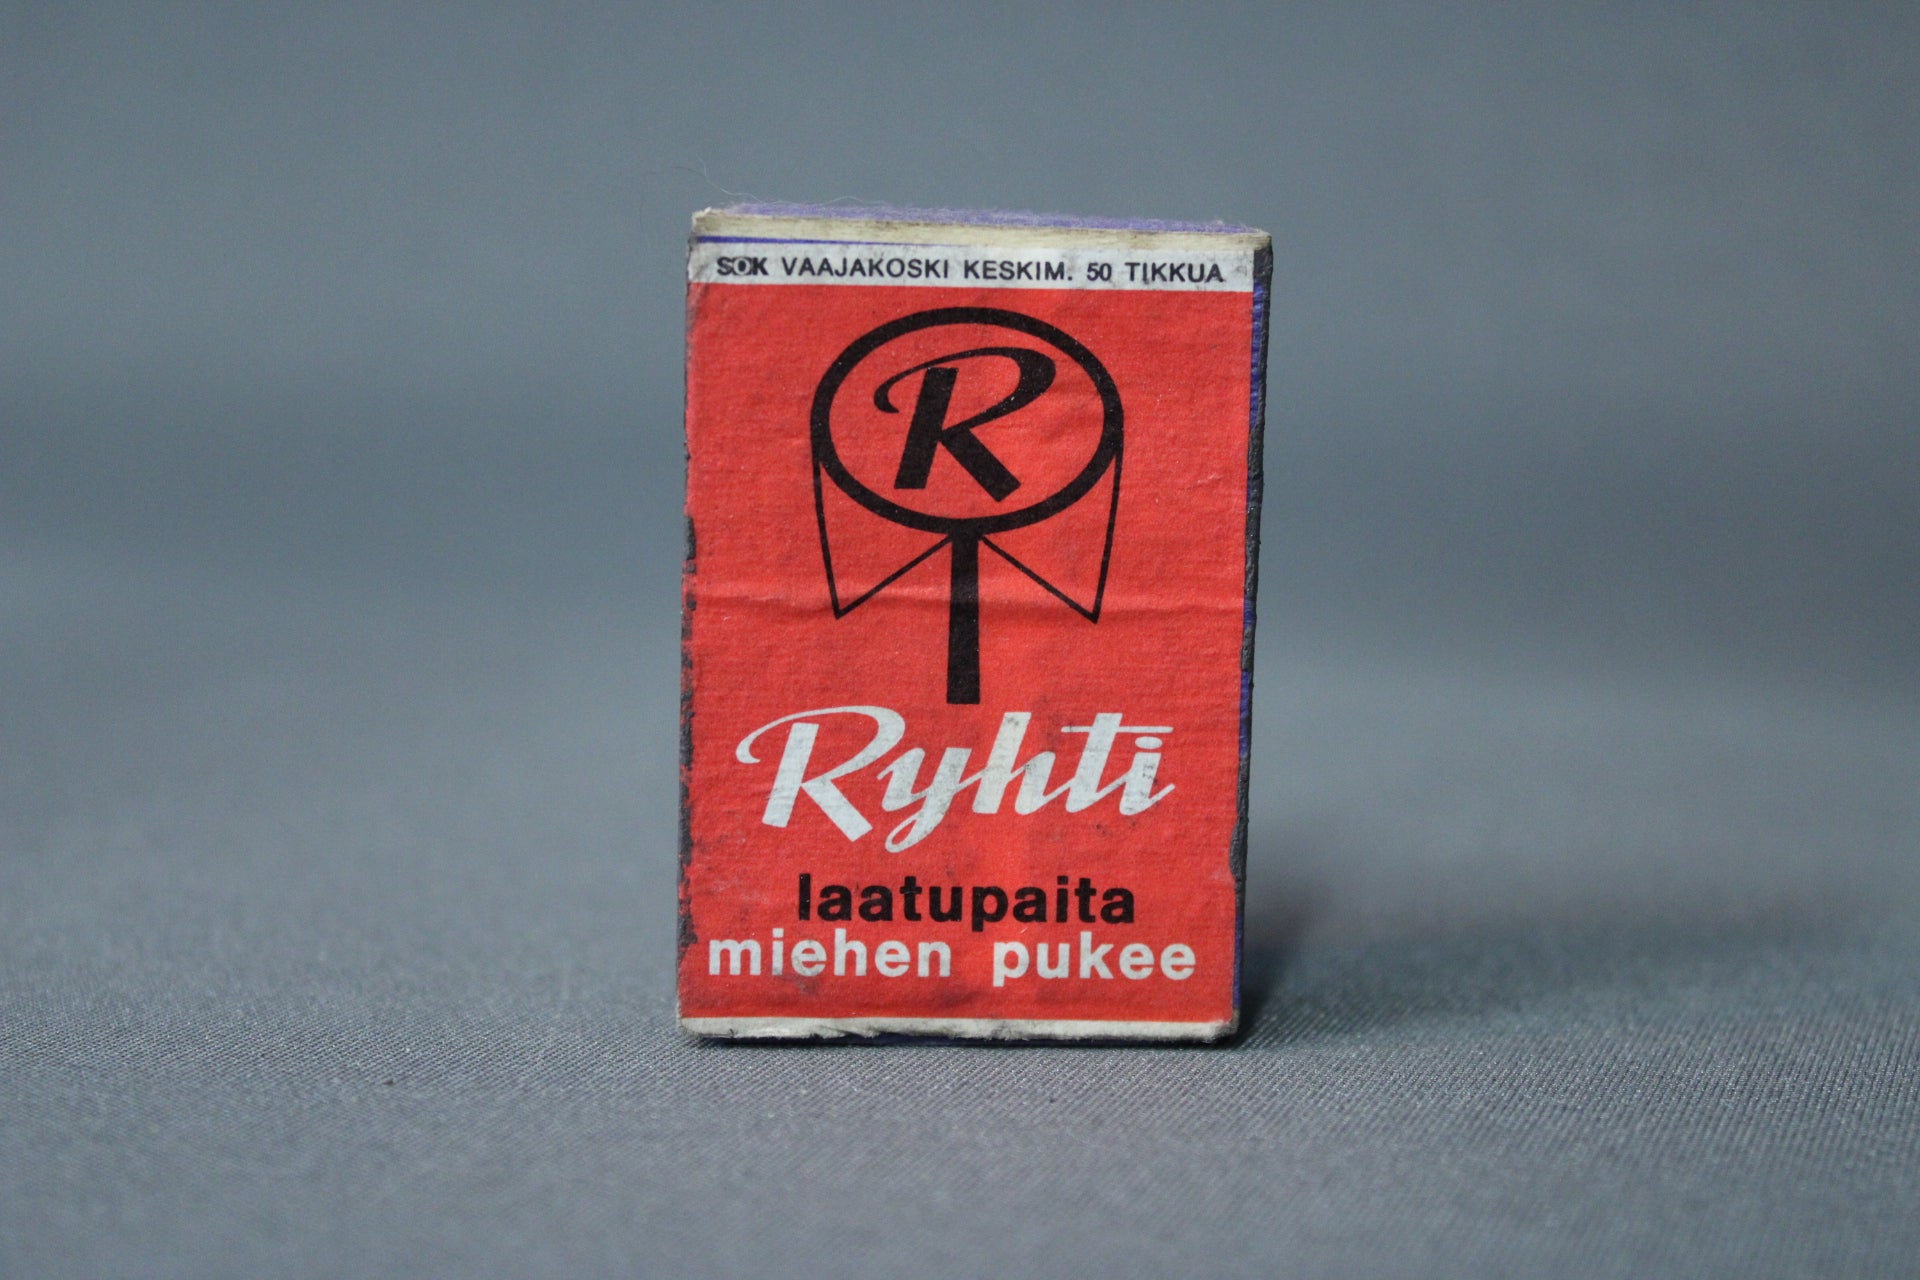 SOK VAAJAKOSKI KESKIM. 50 TIKKUA
R
Ryhti
laatupaita
miehen pukee